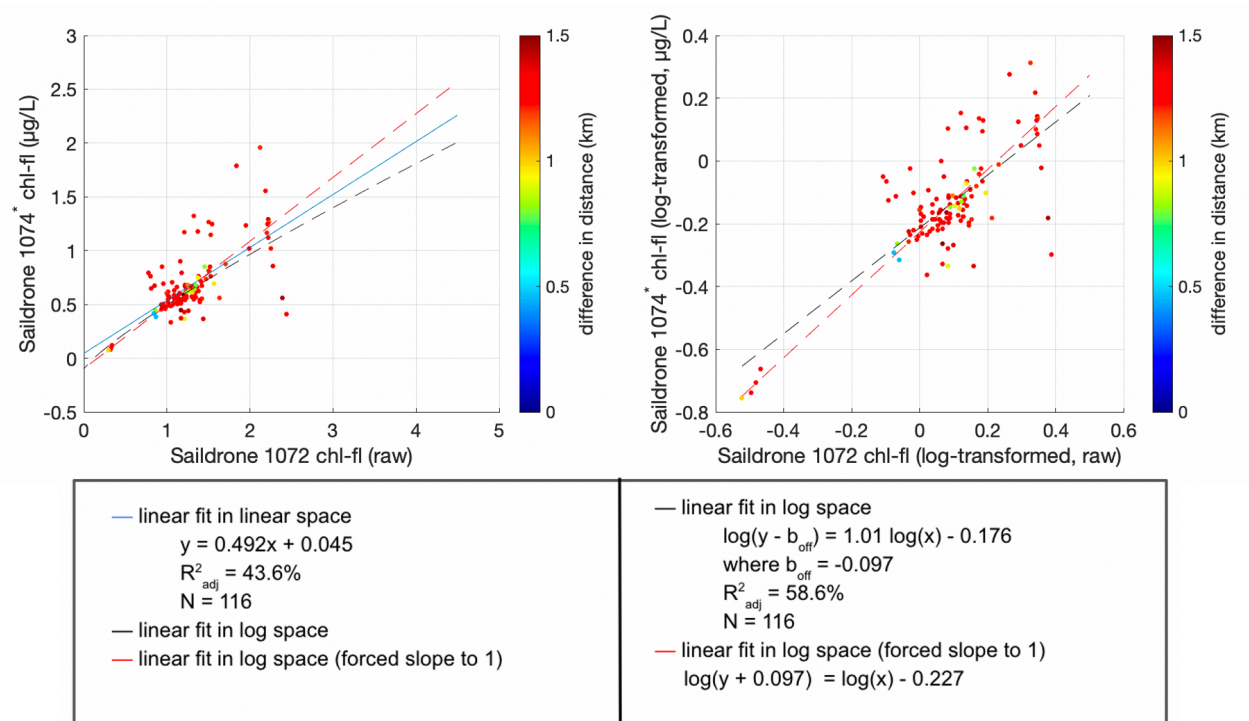 3
2.5
2
1.5
1
0.5
0
-0.5
0 1 2 3 4 5
Saildrone 1074* chl-fl (µg/L)
Saildrone 1072 chl-fl (raw)
1.5
1
0.5
0
difference in distance (km)
0.4
0.2
0
-0.2
-0.4
-0.6
-0.8
-0.6 -0.4 -0.2 0 0.2 0.4 0.6
Saildrone 1074* chl-fl (log-transformed, µg/L)
Saildrone 1072 chl-fl (log-transformed, raw)
1.5
1
0.5
0
difference in distance (km)
linear fit in linear space
y = 0.492x + 0.045
R²adj = 43.6%
N = 116
linear fit in log space
linear fit in log space (forced slope to 1)
linear fit in log space
log(y - boff) = 1.01 log(x) - 0.176
where boff = -0.097
R²adj = 58.6%
N = 116
linear fit in log space (forced slope to 1)
log(y + 0.097) = log(x) - 0.227